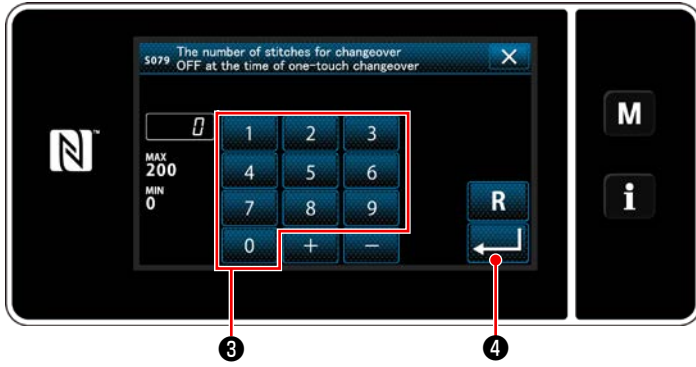 S079 The number of stitches for changeover
OFF at the time of one-touch changeover
0
MAX
200
MIN
0
1 2 3
4 5 6
7 8 9
0 + −
R
M
i
N
❸ ❹